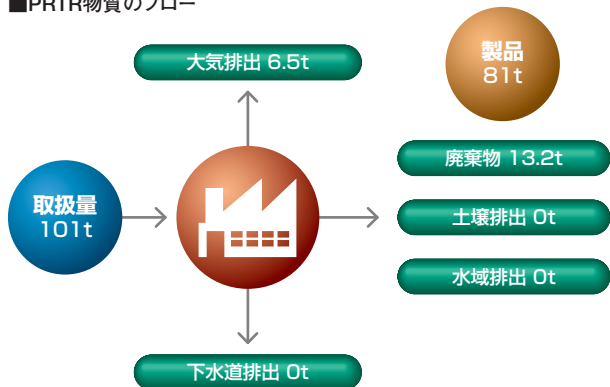 ■PRTR物質のフロー
大気排出 6.5t
製品
81t
廃棄物 13.2t
取扱量
101t
土壌排出 0t
水域排出 0t
下水道排出 0t